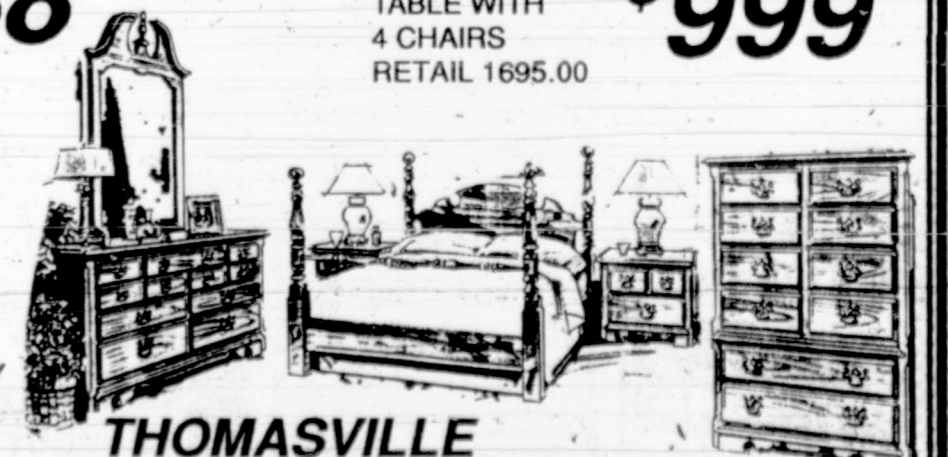 TABLE WITH
4 CHAIRS
RETAIL 1695.00
$999
THOMASVILLE